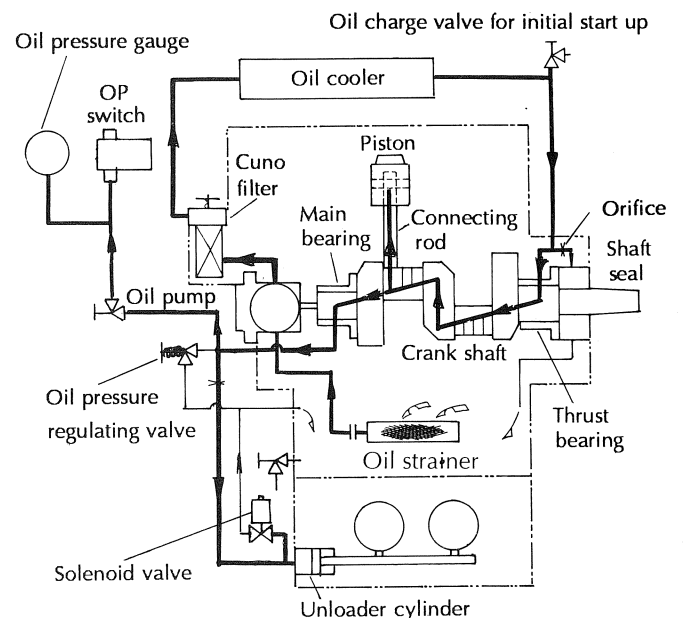 Oil charge valve for initial start up
Oil pressure gauge
OP
switch
Oil cooler
Piston
Cuno
filter
Main
bearing
Connecting
rod
Orifice
Shaft
seal
Oil pump
Crank shaft
Oil pressure
regulating valve
Thrust
bearing
Oil strainer
Solenoid valve
Unloader cylinder